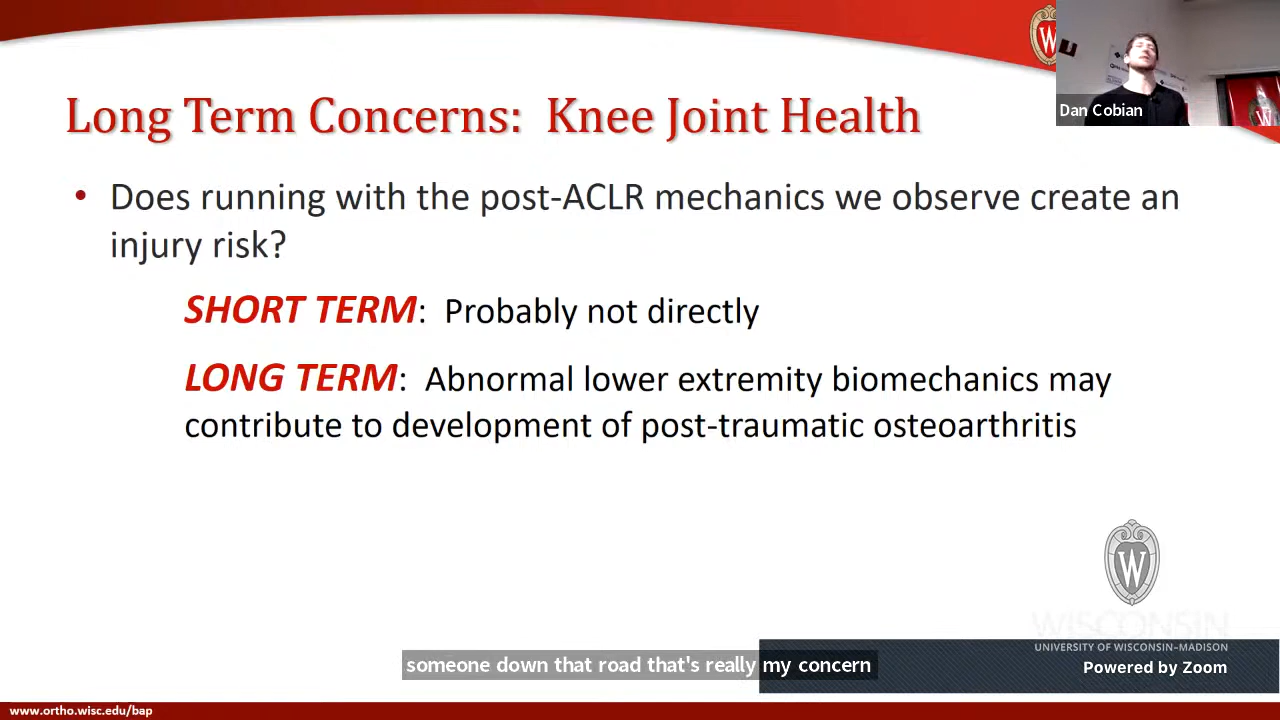 Long Term Concerns: Knee Joint Health
Dan Cobian
• Does running with the post-ACLR mechanics we observe create an
injury risk?
SHORT TERM: Probably not directly
LONG TERM: Abnormal lower extremity biomechanics may
contribute to development of post-traumatic osteoarthritis
W
WISCONSIN
UNIVERSITY OF WISCONSIN–MADISON
someone down that road that's really my concern
Powered by Zoom
www.ortho.wisc.edu/bap